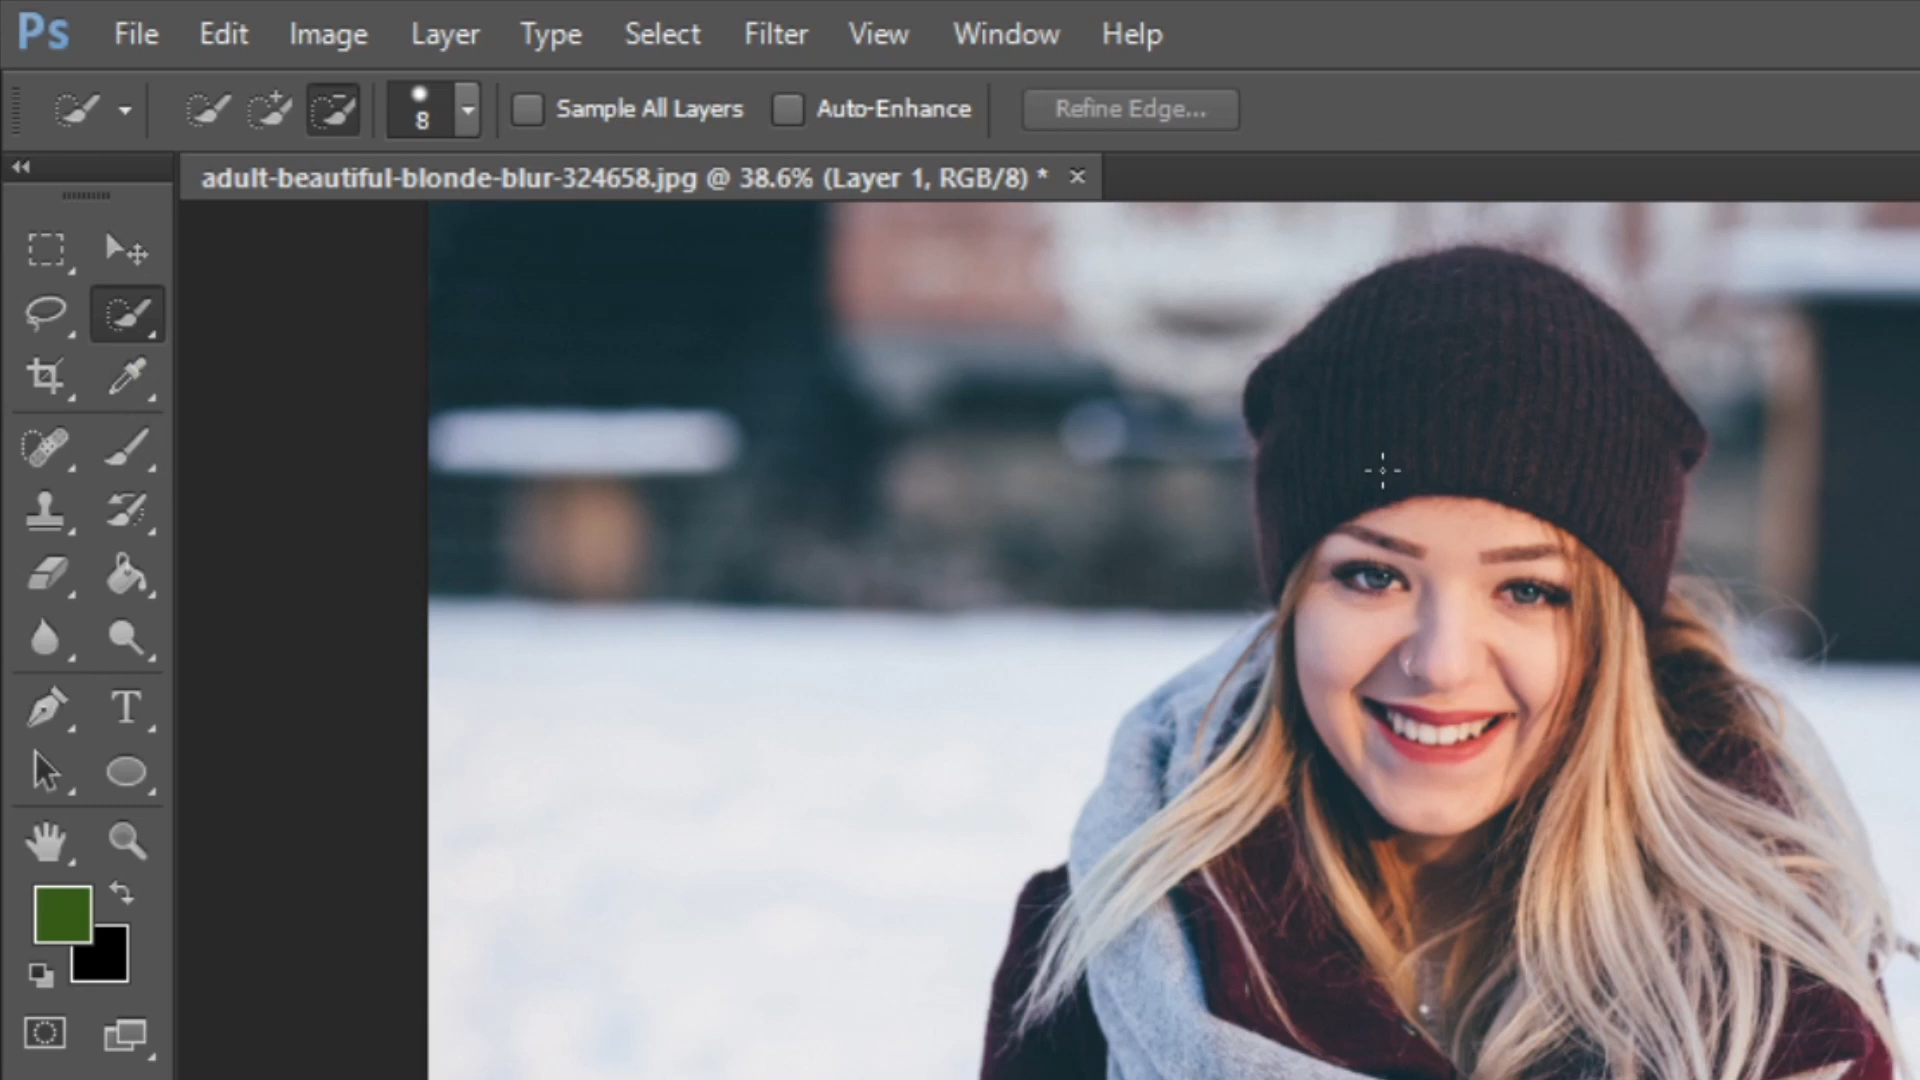 Ps File Edit Image Layer Type Select Filter View Window Help
8 Sample All Layers Auto-Enhance Refine Edge...
adult-beautiful-blonde-blur-324658.jpg @ 38.6% (Layer 1, RGB/8) *
T